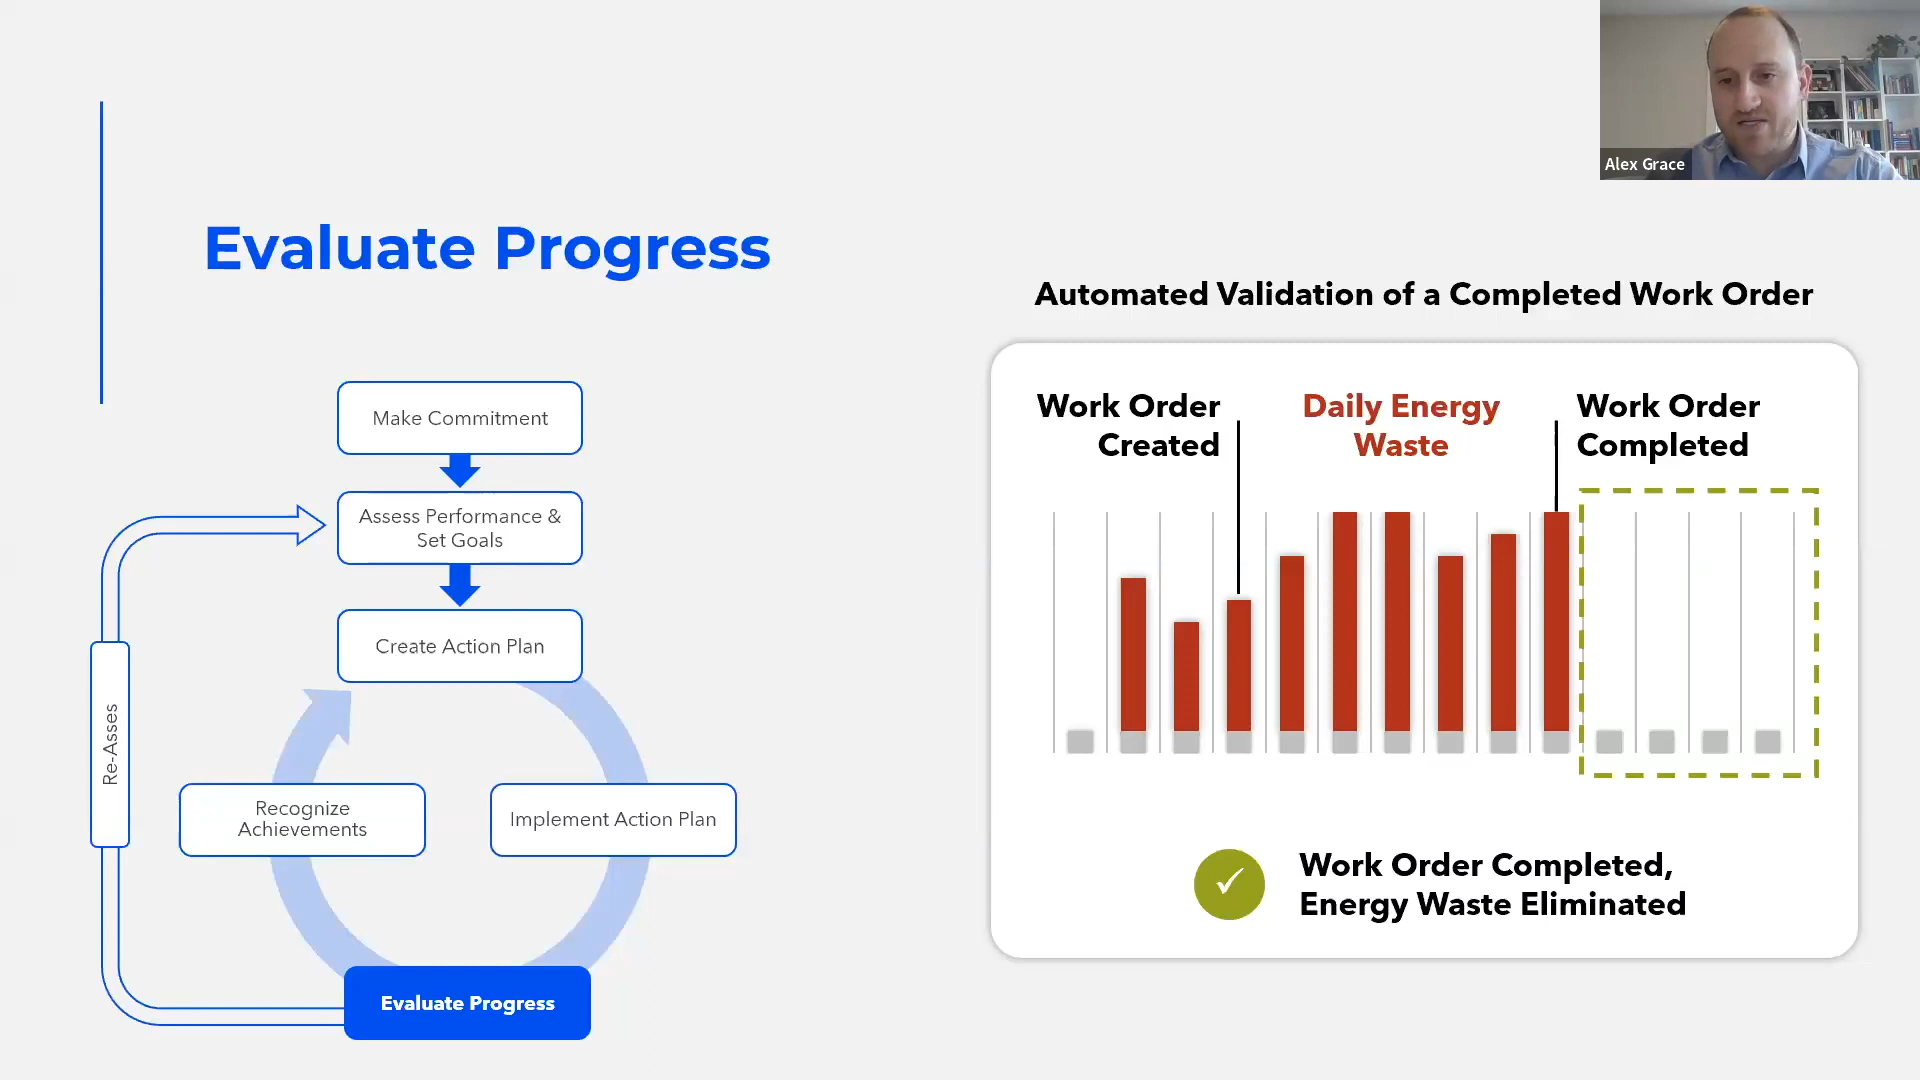 Alex Grace
Evaluate Progress
Make Commitment
Assess Performance &
Set Goals
Create Action Plan
Re-Asses
Recognize
Achievements
Implement Action Plan
Evaluate Progress
Automated Validation of a Completed Work Order
Work Order
Created
Daily Energy
Waste
Work Order
Completed
Work Order Completed,
Energy Waste Eliminated